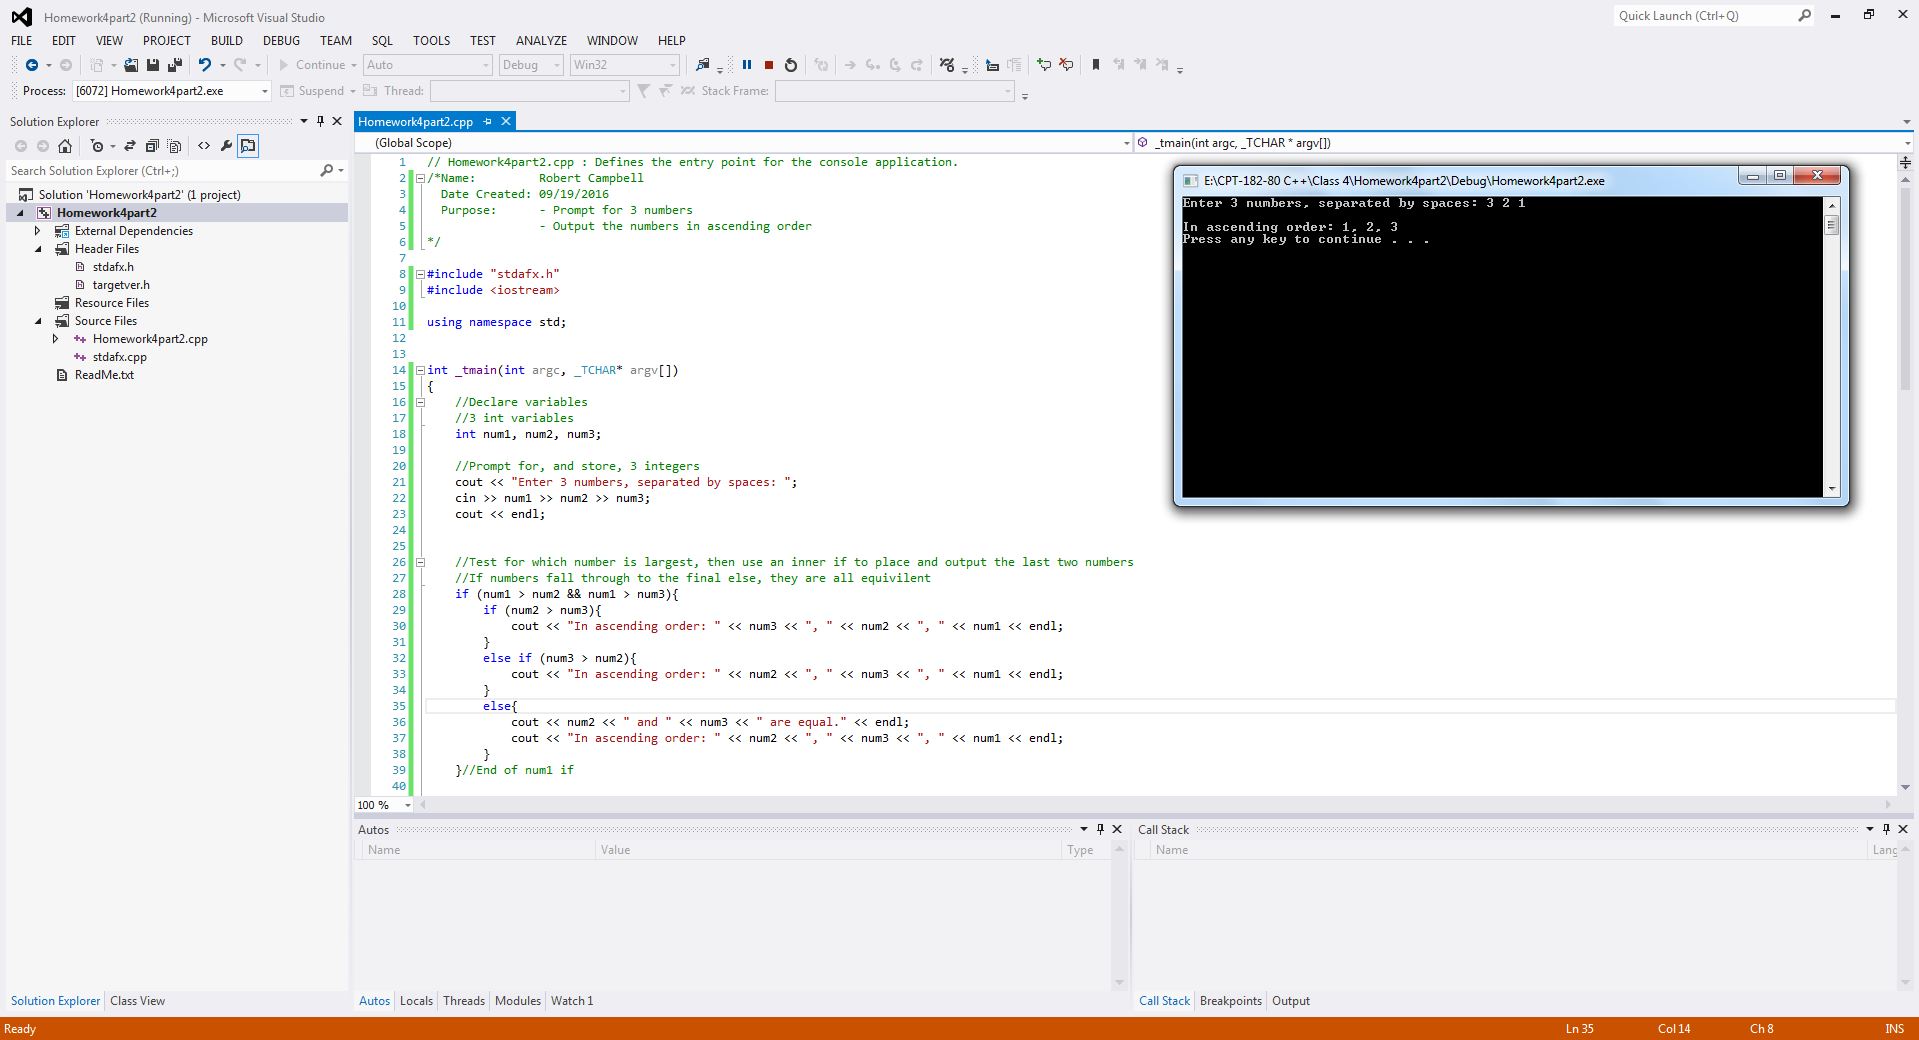 Homework4part2 (Running) - Microsoft Visual Studio
Quick Launch (Ctrl+Q)
FILE EDIT VIEW PROJECT BUILD DEBUG TEAM SQL TOOLS TEST ANALYZE WINDOW HELP
Continue Auto Debug Win32
Process: [6072] Homework4part2.exe Suspend Thread: Stack Frame:
Solution Explorer
Search Solution Explorer (Ctrl+;)
Solution 'Homework4part2' (1 project)
Homework4part2
External Dependencies
Header Files
stdafx.h
targetver.h
Resource Files
Source Files
Homework4part2.cpp
stdafx.cpp
ReadMe.txt
Solution Explorer Class View
Homework4part2.cpp
(Global Scope) _tmain(int argc, _TCHAR * argv[])
1 // Homework4part2.cpp : Defines the entry point for the console application.
2 /*Name: Robert Campbell
3 Date Created: 09/19/2016
4 Purpose: - Prompt for 3 numbers
5 - Output the numbers in ascending order
6 */
7
8 #include "stdafx.h"
9 #include <iostream>
10
11 using namespace std;
12
13
14 int _tmain(int argc, _TCHAR* argv[])
15 {
16 //Declare variables
17 //3 int variables
18 int num1, num2, num3;
19
20 //Prompt for, and store, 3 integers
21 cout << "Enter 3 numbers, separated by spaces: ";
22 cin >> num1 >> num2 >> num3;
23 cout << endl;
24
25
26 //Test for which number is largest, then use an inner if to place and output the last two numbers
27 //If numbers fall through to the final else, they are all equivilent
28 if (num1 > num2 && num1 > num3){
29 if (num2 > num3){
30 cout << "In ascending order: " << num3 << ", " << num2 << ", " << num1 << endl;
31 }
32 else if (num3 > num2){
33 cout << "In ascending order: " << num2 << ", " << num3 << ", " << num1 << endl;
34 }
35 else{
36 cout << num2 << " and " << num3 << " are equal." << endl;
37 cout << "In ascending order: " << num2 << ", " << num3 << ", " << num1 << endl;
38 }
39 }//End of num1 if
40
100 %
E:\CPT-182-80 C++\Class 4\Homework4part2\Debug\Homework4part2.exe
Enter 3 numbers, separated by spaces: 3 2 1
In ascending order: 1, 2, 3
Press any key to continue . . .
Autos
Name Value Type
Autos Locals Threads Modules Watch 1
Call Stack
Name Lang
Call Stack Breakpoints Output
Ready Ln 35 Col 14 Ch 8 INS